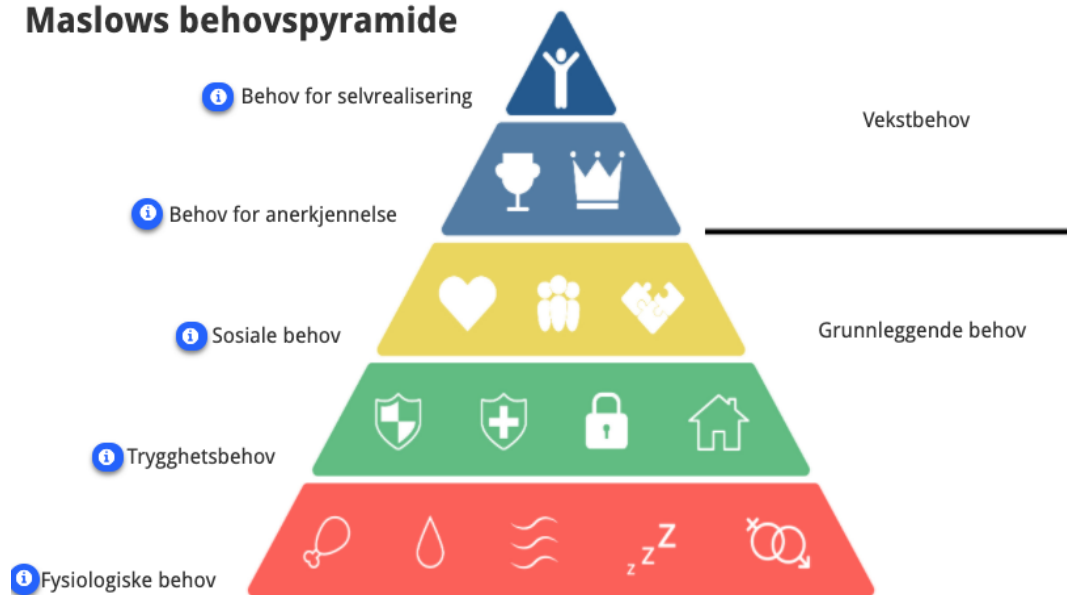 Maslows behovspyramide
Behov for selvrealisering
Vekstbehov
Behov for anerkjennelse
Sosiale behov
Grunnleggende behov
Trygghetsbehov
z z Z
Fysiologiske behov